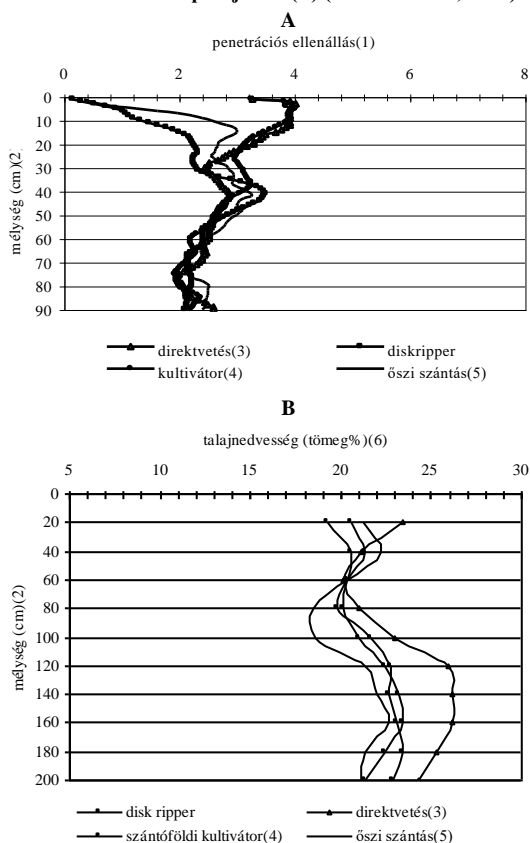 A
penetrációs ellenállás(1)
0 2 4 6 8
0
10
20
30
40
50
60
70
80
90
mélység (cm)(2)
direktvetés(3) diskripper
kultivátor(4) őszi szántás(5)
B
talajnedvesség (tömeg%)(6)
5 10 15 20 25 30
0
20
40
60
80
100
120
140
160
180
200
mélység (cm)(2)
disk ripper direktvetés(3)
szántóföldi kultivátor(4) őszi szántás(5)